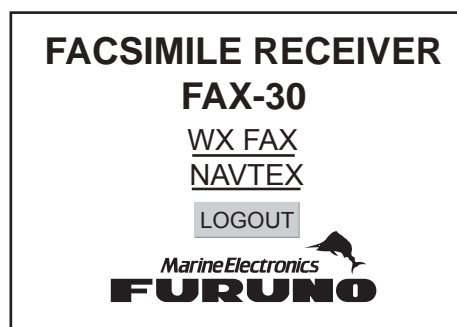 FACSIMILE RECEIVER
FAX-30
WX FAX
NAVTEX
LOGOUT
Marine Electronics
FURUNO